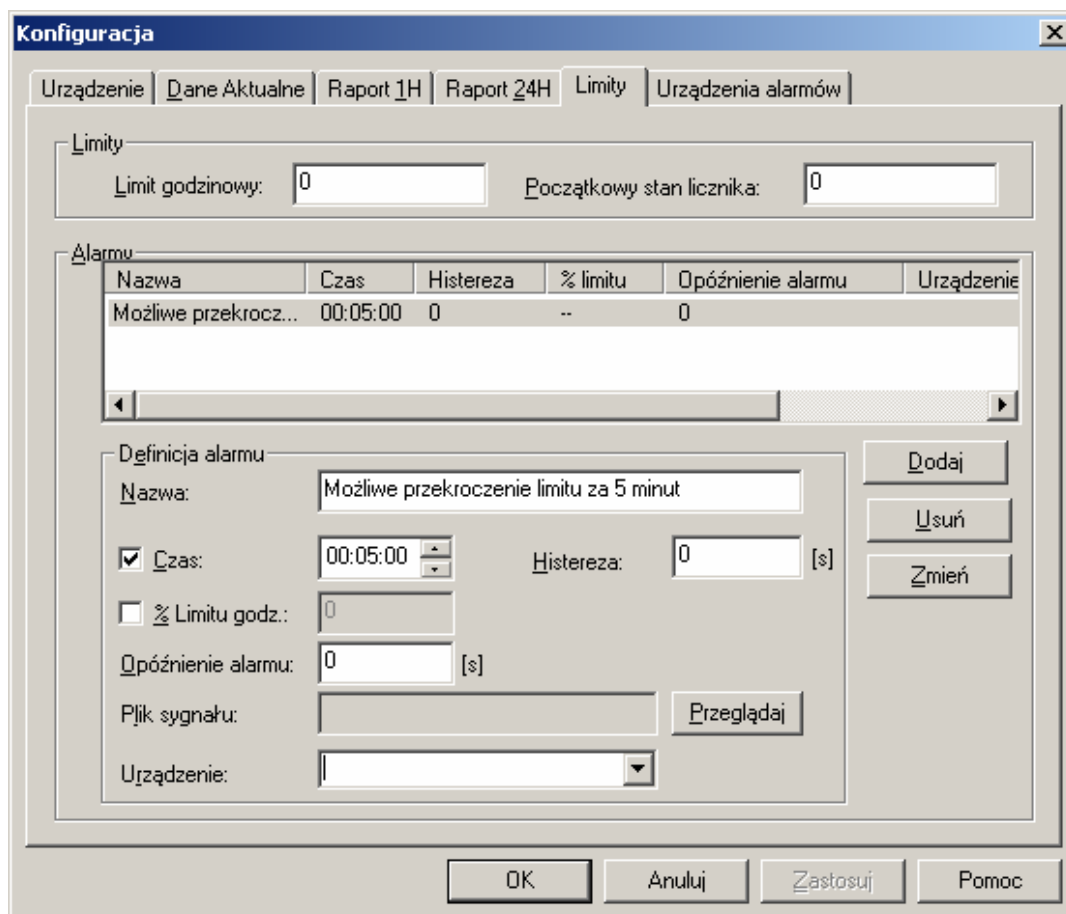 Konfiguracja
Urządzenie Dane Aktualne Raport 1H Raport 24H Limity Urządzenia alarmów
Limity
Limit godzinowy: 0 Początkowy stan licznika: 0
Alarmy
Nazwa Czas Histereza % limitu Opóźnienie alarmu Urządzenie
Możliwe przekrocz... 00:05:00 0 -- 0
Definicja alarmu
Nazwa: Możliwe przekroczenie limitu za 5 minut
Dodaj
Usuń
Czas: 00:05:00 Histereza: 0 [s]
Zmień
% Limitu godz.: 0
Opóźnienie alarmu: 0 [s]
Plik sygnału: Przeglądaj
Urządzenie:
OK Anuluj Zastosuj Pomoc